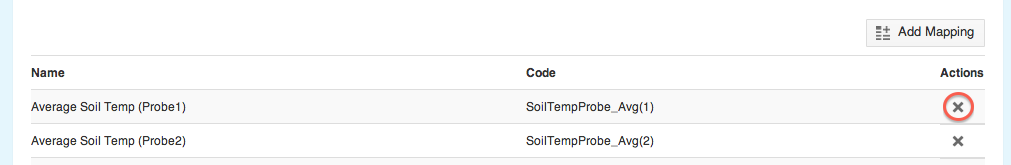 Add Mapping
Name Code Actions
Average Soil Temp (Probe1) SoilTempProbe_Avg(1)
Average Soil Temp (Probe2) SoilTempProbe_Avg(2)